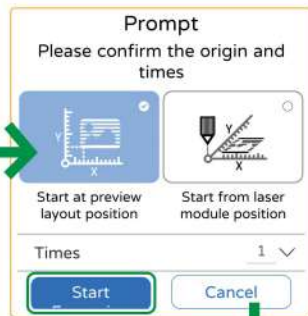 Prompt
Please confirm the origin and
times
Y
X
Y
X
Start at preview
layout position
Start from laser
module position
Times
1
Start
Cancel